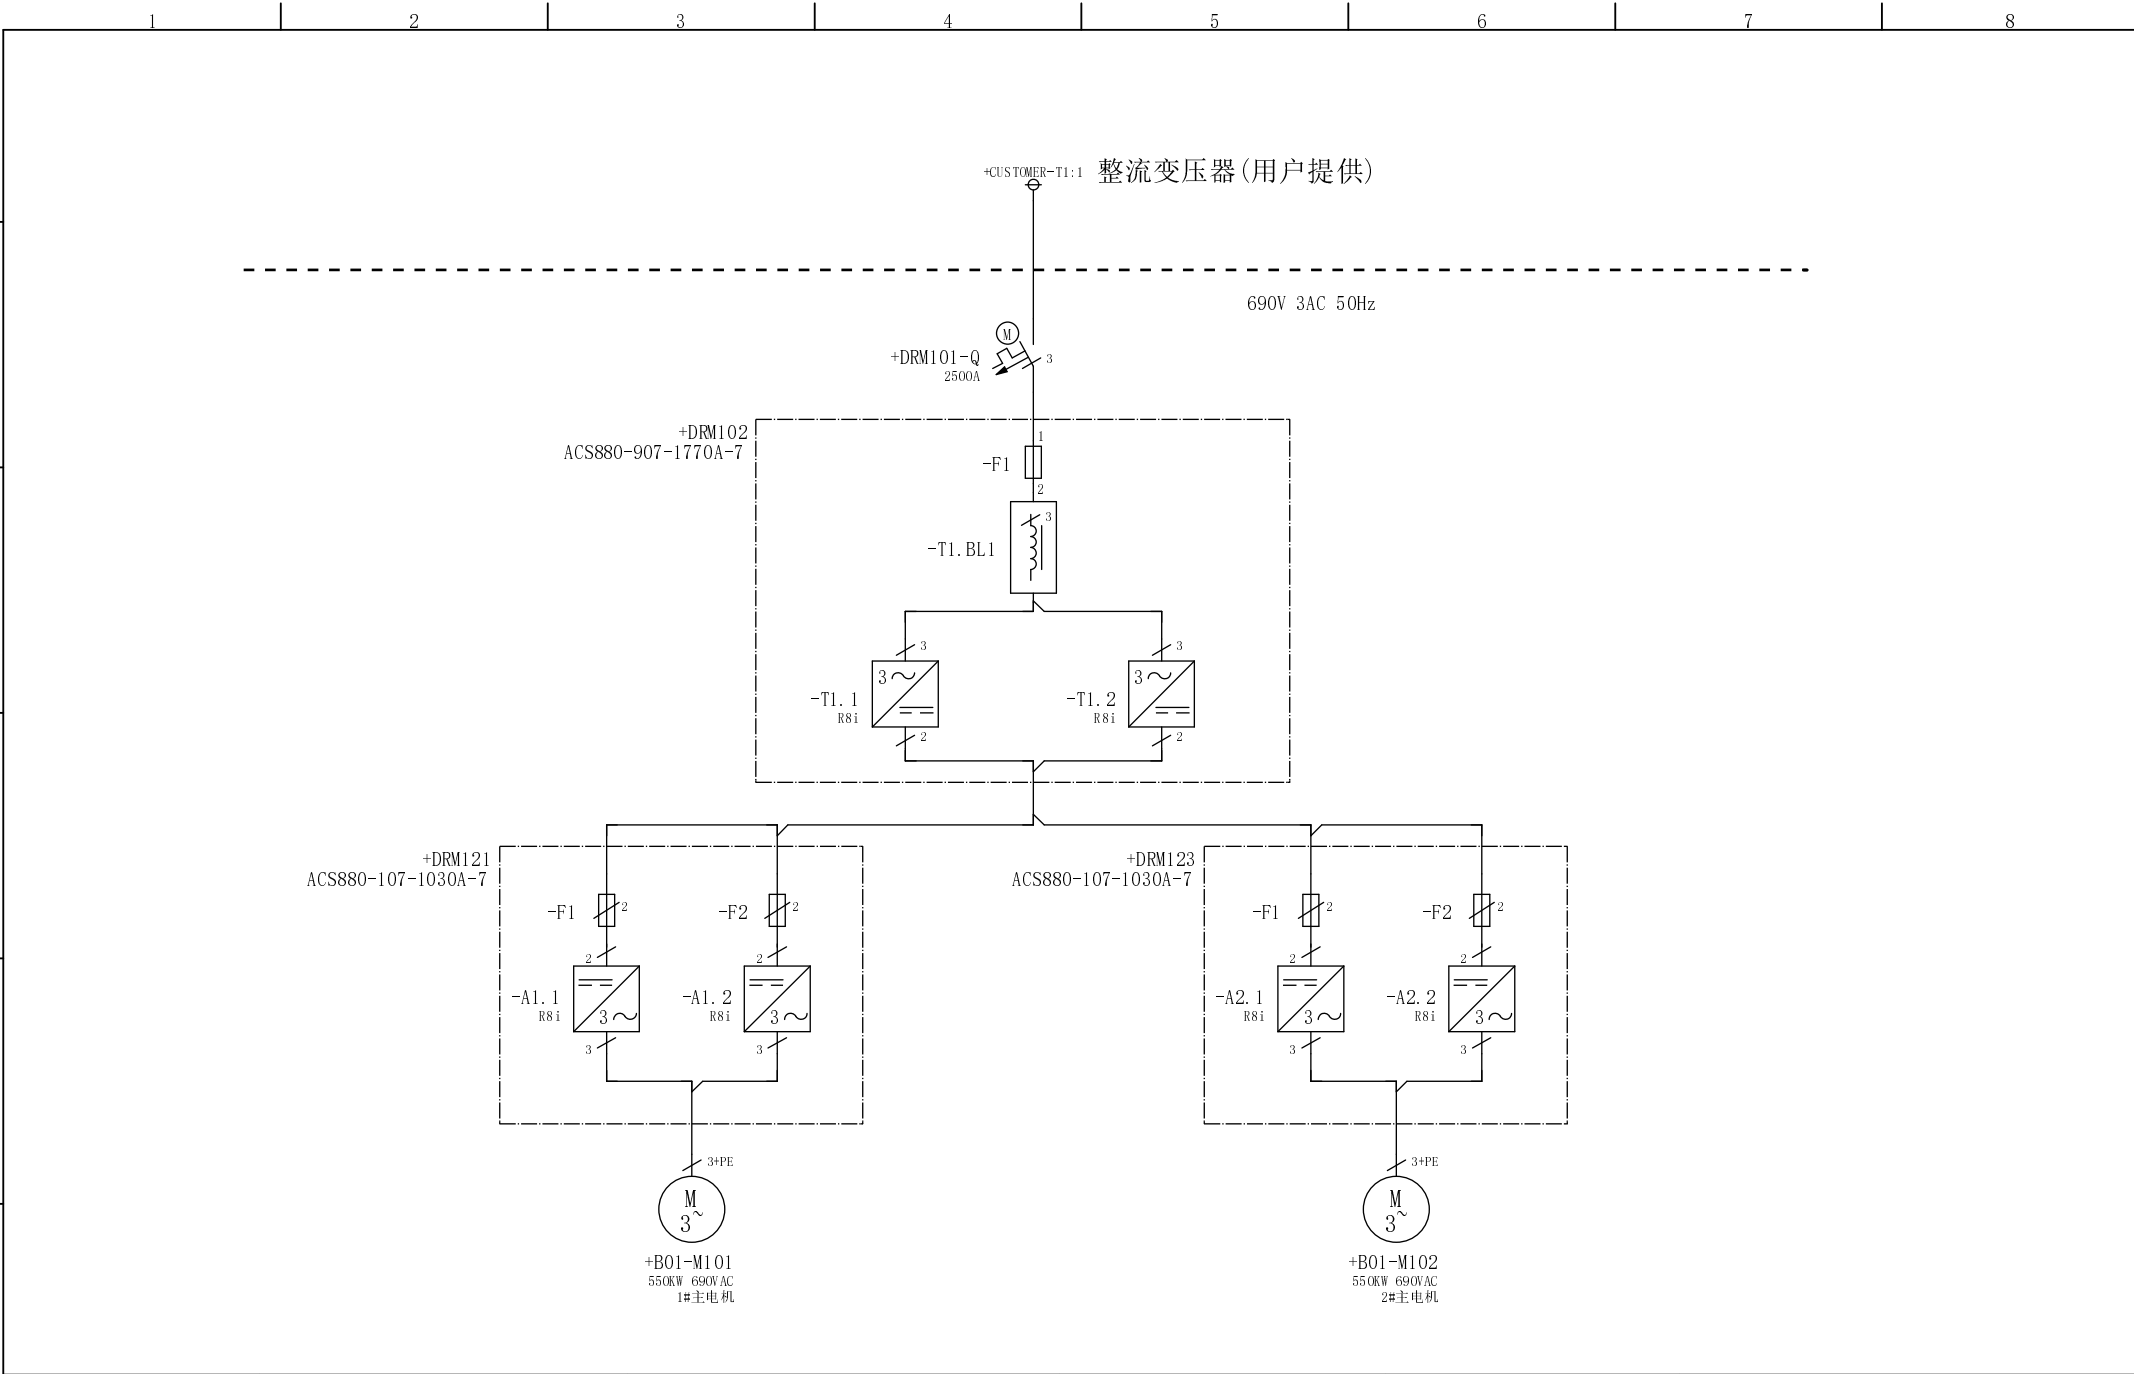 1 2 3 4 5 6 7 8
+CUSTOMER-T1:1 整流变压器(用户提供)
690V 3AC 50Hz
M
+DRM101-Q 3
2500A
+DRM102
ACS880-907-1770A-7
1
-F1
2
3
-T1.BL1
3 3
3 3
-T1.1 -T1.2
R8i R8i
2 2
+DRM121 +DRM123
ACS880-107-1030A-7 ACS880-107-1030A-7
-F1 2 -F2 2 -F1 2 -F2 2
2 2 2 2
-A1.1 -A1.2 -A2.1 -A2.2
R8i 3 R8i 3 R8i 3 R8i 3
3 3 3 3
3+PE 3+PE
M M
3~ 3~
+B01-M101 +B01-M102
550KW 690VAC 550KW 690VAC
1#主电机 2#主电机